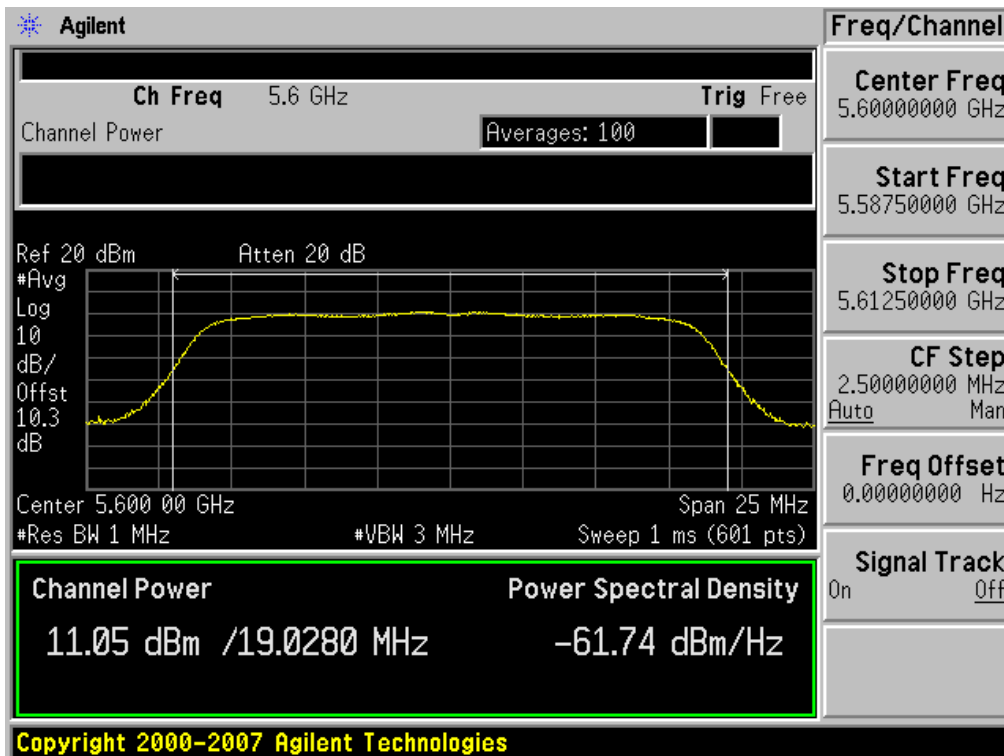 Agilent
Freq/Channel
Ch Freq 5.6 GHz Trig Free
Channel Power Averages: 100
Ref 20 dBm Atten 20 dB
#Avg
Log
10
dB/
Offst
10.3
dB
Center 5.600 00 GHz Span 25 MHz
#Res BW 1 MHz #VBW 3 MHz Sweep 1 ms (601 pts)
Channel Power Power Spectral Density
11.05 dBm /19.0280 MHz -61.74 dBm/Hz
Center Freq
5.60000000 GHz
Start Freq
5.58750000 GHz
Stop Freq
5.61250000 GHz
CF Step
2.50000000 MHz
Auto Man
Freq Offset
0.00000000 Hz
Signal Track
On Off
Copyright 2000-2007 Agilent Technologies